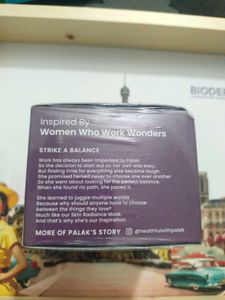 BIODER
Inspired By
Women Who Work Wonders
STRIKE A BALANCE
Work has always been important to Palak.
So the decision to start out on her own was easy.
But finding time for everything else became tough.
She promised herself never to choose one over another
So she went about looking for the perfect balance.
When she found no path, she paved it.
She learned to juggle multiple worlds
Because why should anyone have to choose
between the things they love?
Much like our Skin Radiance Mask.
And that's why she's our inspiration.
MORE OF PALAK'S STORY @healthfulwithpalak